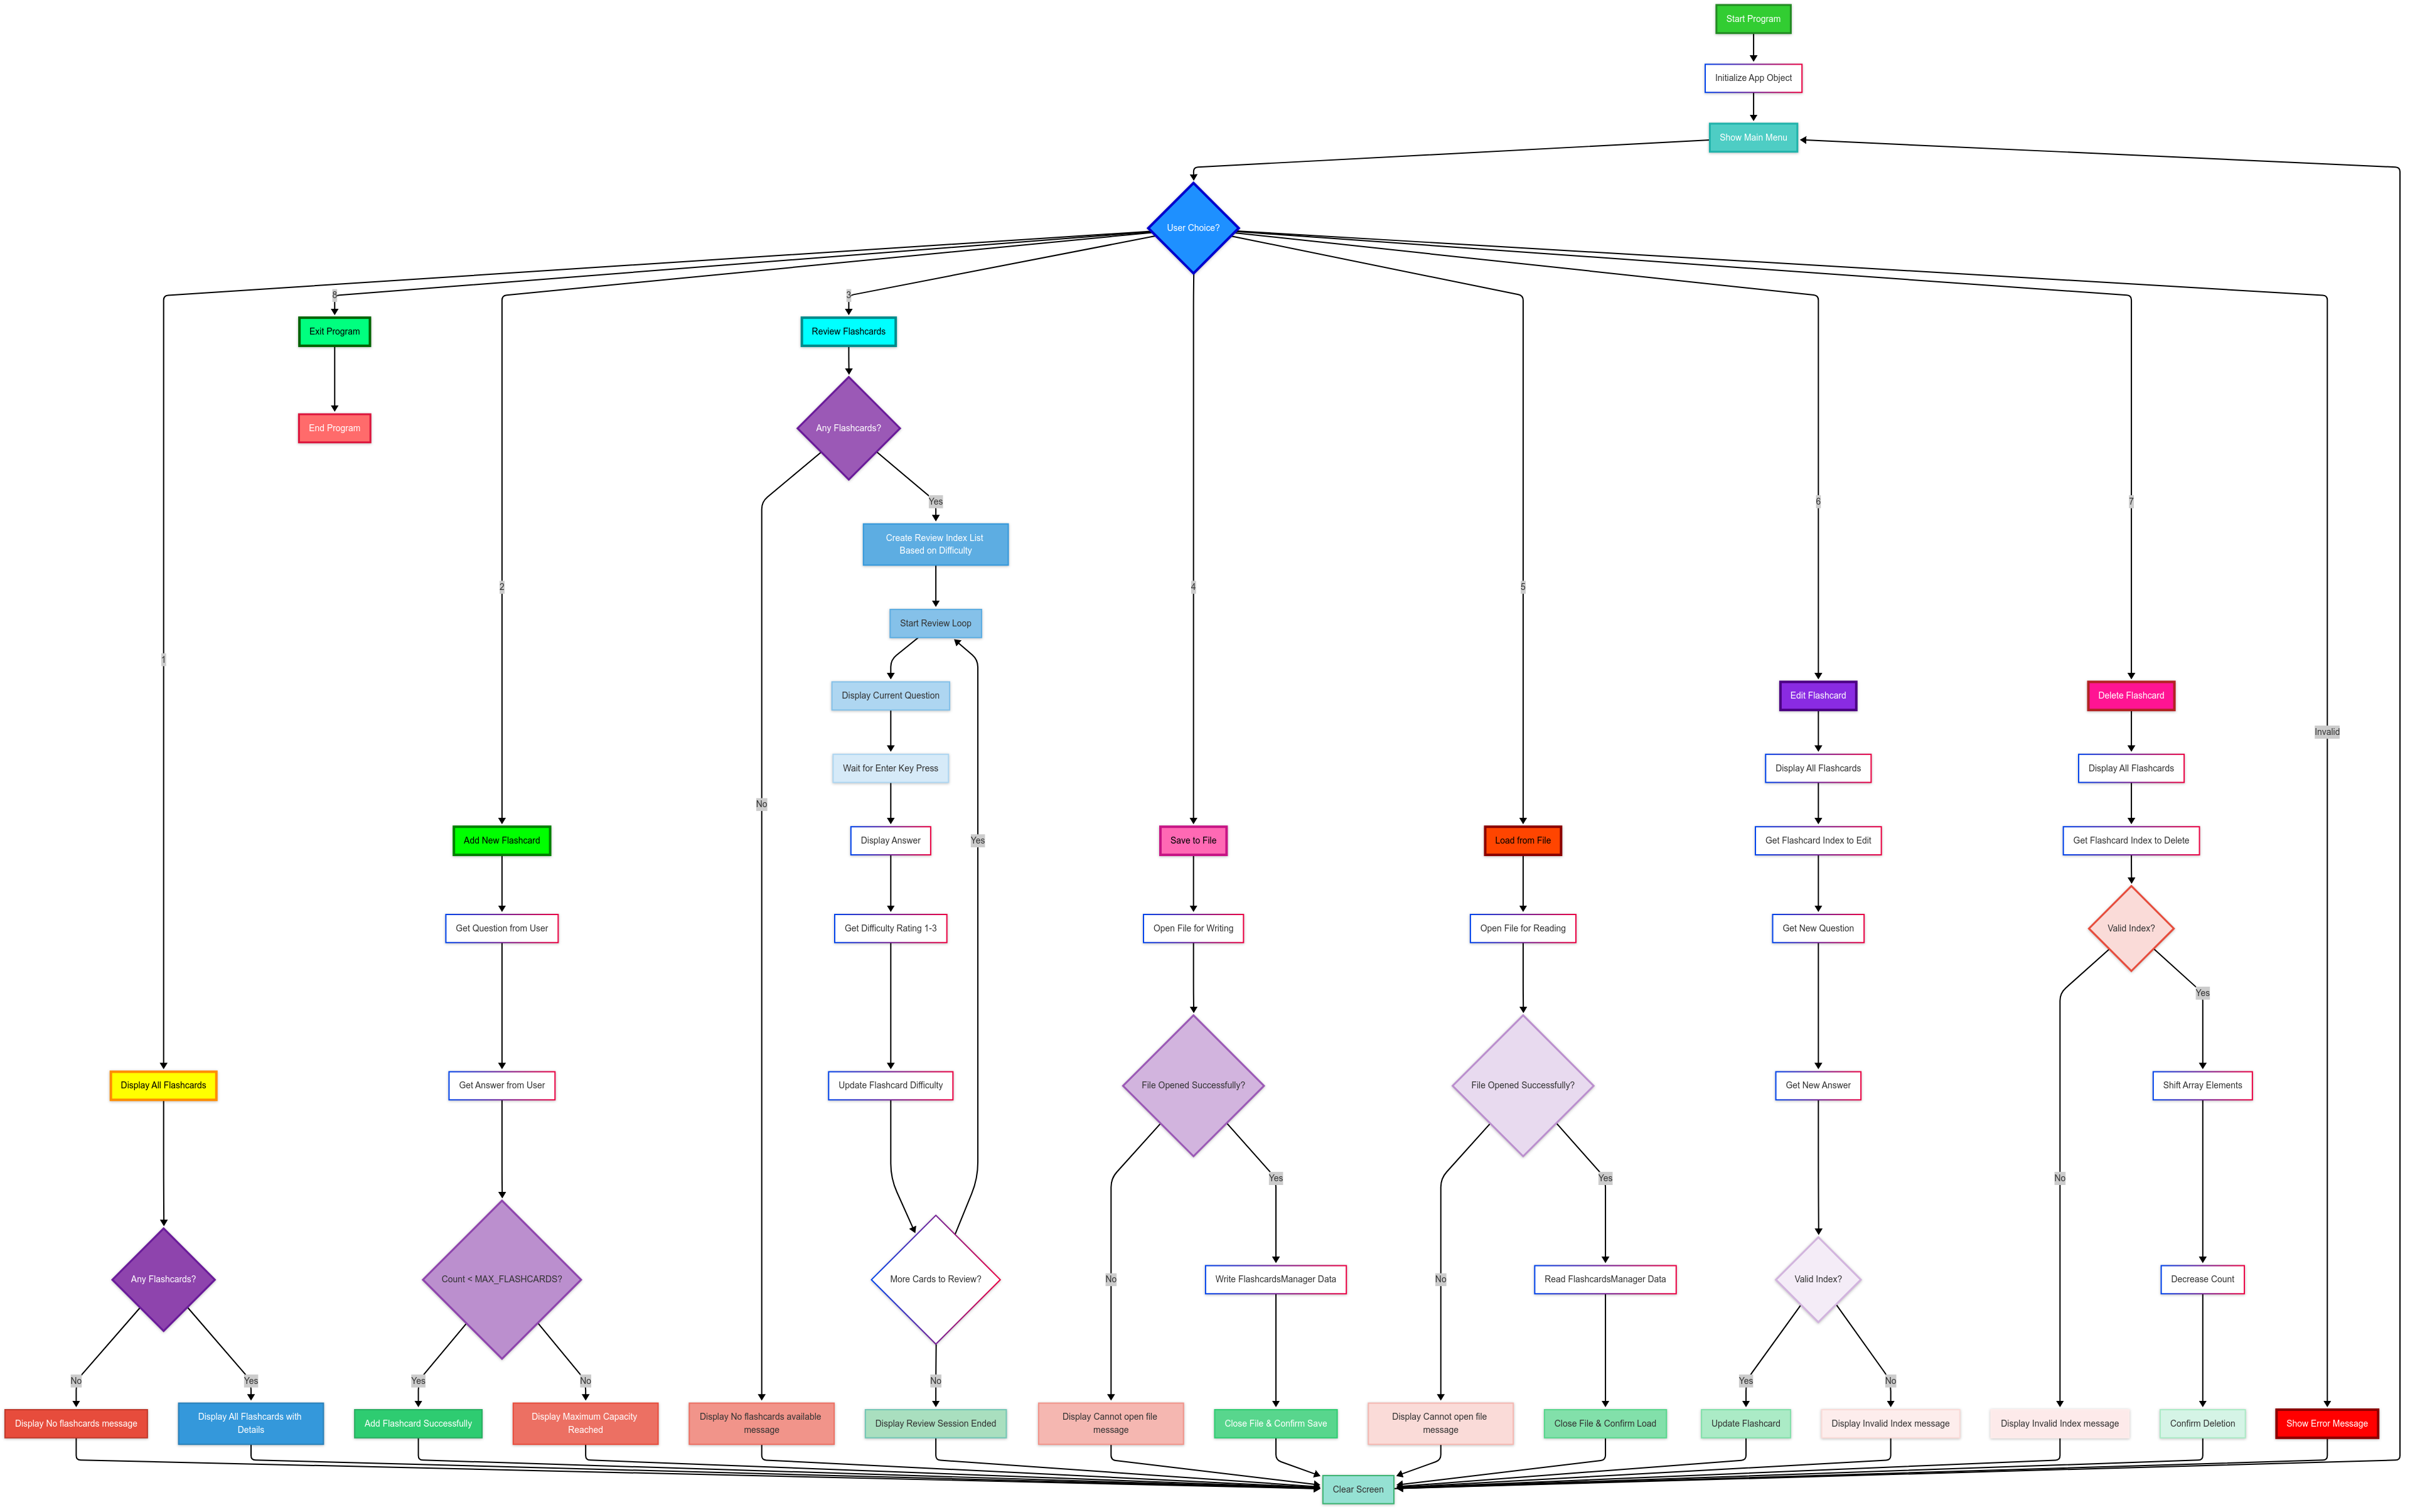 Start Program
Initialize App Object
Show Main Menu
User Choice?
8
3
Exit Program
Review Flashcards
Any Flashcards?
End Program
Yes
6
7
Create Review Index List
Based on Difficulty
2
4
5
Start Review Loop
1
Display Current Question
Edit Flashcard
Delete Flashcard
Invalid
Wait for Enter Key Press
Display All Flashcards
Display All Flashcards
No
Add New Flashcard
Display Answer
Yes
Save to File
Load from File
Get Flashcard Index to Edit
Get Flashcard Index to Delete
Get Question from User
Get Difficulty Rating 1-3
Open File for Writing
Open File for Reading
Get New Question
Valid Index?
Yes
Display All Flashcards
Get Answer from User
Update Flashcard Difficulty
File Opened Successfully?
File Opened Successfully?
Get New Answer
Shift Array Elements
Yes
Yes
No
Any Flashcards?
Count < MAX_FLASHCARDS?
More Cards to Review?
No
Write FlashcardsManager Data
No
Read FlashcardsManager Data
Valid Index?
Decrease Count
No
Yes
Yes
No
No
Yes
No
Display No flashcards message
Display All Flashcards with
Details
Add Flashcard Successfully
Display Maximum Capacity
Reached
Display No flashcards available
message
Display Review Session Ended
Display Cannot open file
message
Close File & Confirm Save
Display Cannot open file
message
Close File & Confirm Load
Update Flashcard
Display Invalid Index message
Display Invalid Index message
Confirm Deletion
Show Error Message
Clear Screen